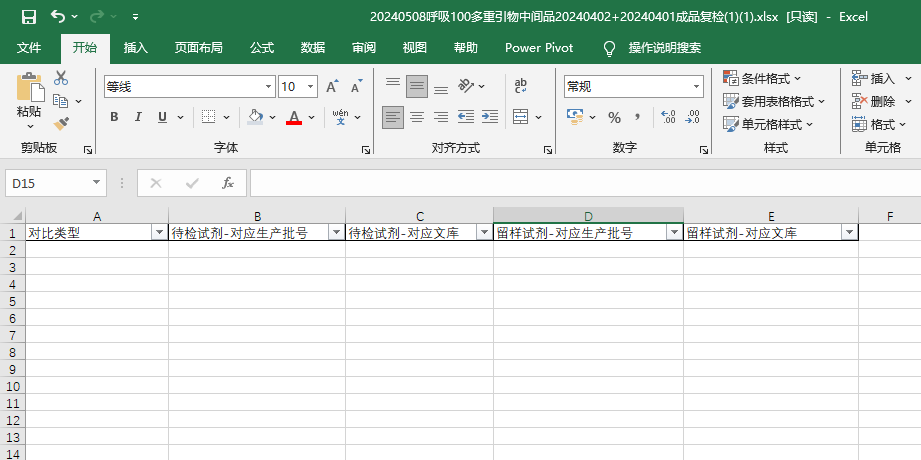 20240508呼吸100多重引物中间品20240402+20240401成品复检(1)(1).xlsx [只读] - Excel
文件 开始 插入 页面布局 公式 数据 审阅 视图 帮助 Power Pivot 操作说明搜索
粘贴
剪贴板
等线 10 A A
B I U A wén 文
字体
ab c
对齐方式
常规
% , .00 .0 .00 .0
数字
条件格式
套用表格格式
单元格样式
样式
插入
删除
格式
单元格
D15 fx
A B C D E F
1 对比类型 待检试剂-对应生产批号 待检试剂-对应文库 留样试剂-对应生产批号 留样试剂-对应文库
2
3
4
5
6
7
8
9
10
11
12
13
14